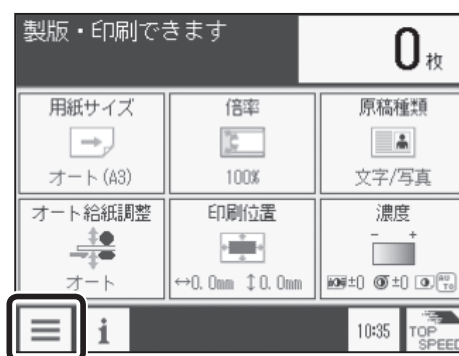 製版・印刷できます
0枚
用紙サイズ
倍率
原稿種類
オート(A3)
100%
文字/写真
オート給紙調整
印刷位置
濃度
- +
オート
↔0.0mm ↕0.0mm
±0 ±0 AUTO
i
10:35
TOP
SPEED